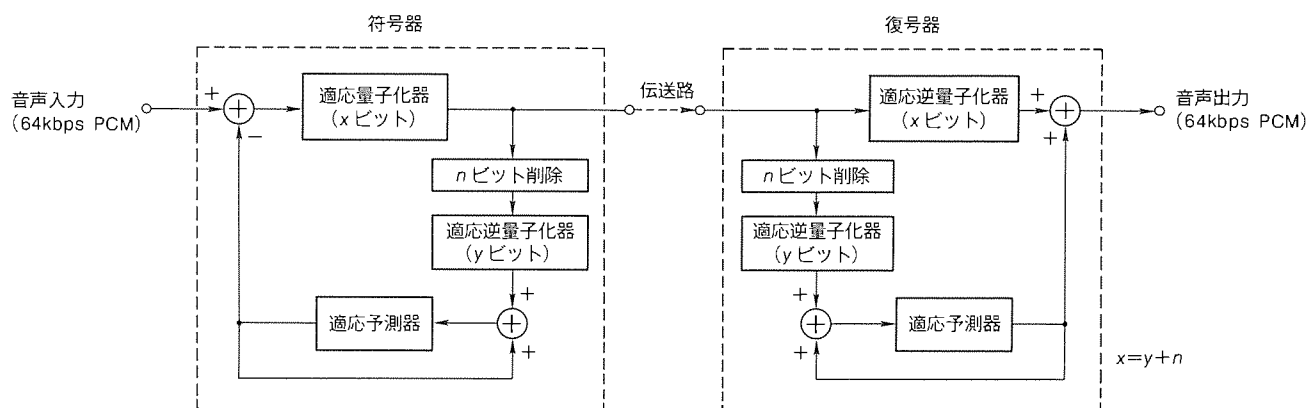 符号器
復号器
音声入力
(64kbps PCM)
+
+
−
適応量子化器
(xビット)
伝送路
適応逆量子化器
(xビット)
+
+
+
音声出力
(64kbps PCM)
nビット削除
nビット削除
適応逆量子化器
(yビット)
適応逆量子化器
(yビット)
+
+
適応予測器
+
+
+
+
適応予測器
x=y+n